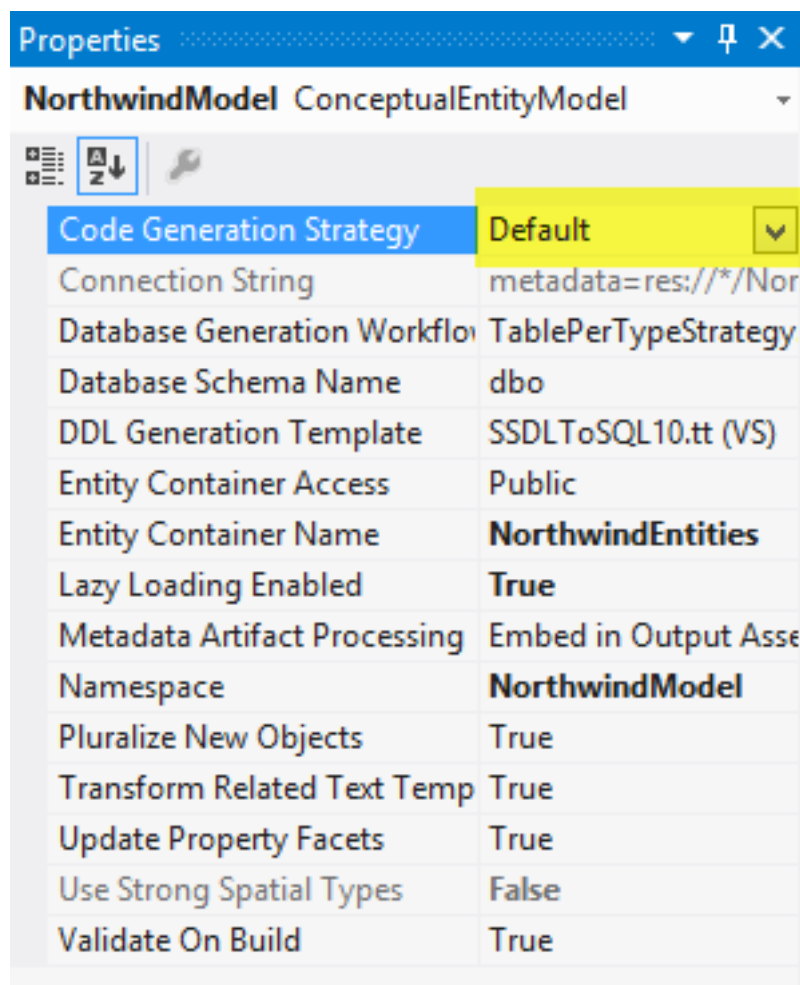 Properties
NorthwindModel ConceptualEntityModel
Code Generation Strategy Default
Connection String metadata=res://*/Nor
Database Generation Workflow TablePerTypeStrategy
Database Schema Name dbo
DDL Generation Template SSDLToSQL10.tt (VS)
Entity Container Access Public
Entity Container Name NorthwindEntities
Lazy Loading Enabled True
Metadata Artifact Processing Embed in Output Asse
Namespace NorthwindModel
Pluralize New Objects True
Transform Related Text Temp True
Update Property Facets True
Use Strong Spatial Types False
Validate On Build True